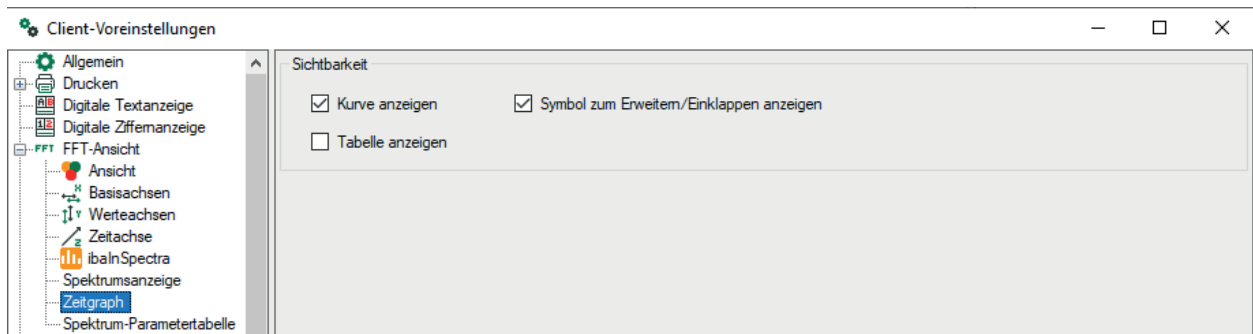 Client-Voreinstellungen
Allgemein
Drucken
Digitale Textanzeige
Digitale Ziffernanzeige
FFT FFT-Ansicht
Ansicht
X Basisachsen
Y Werteachsen
Z Zeitachse
ibaInSpectra
Spektrumsanzeige
Zeitgraph
Spektrum-Parametertabelle
Sichtbarkeit
Kurve anzeigen
Symbol zum Erweitern/Einklappen anzeigen
Tabelle anzeigen